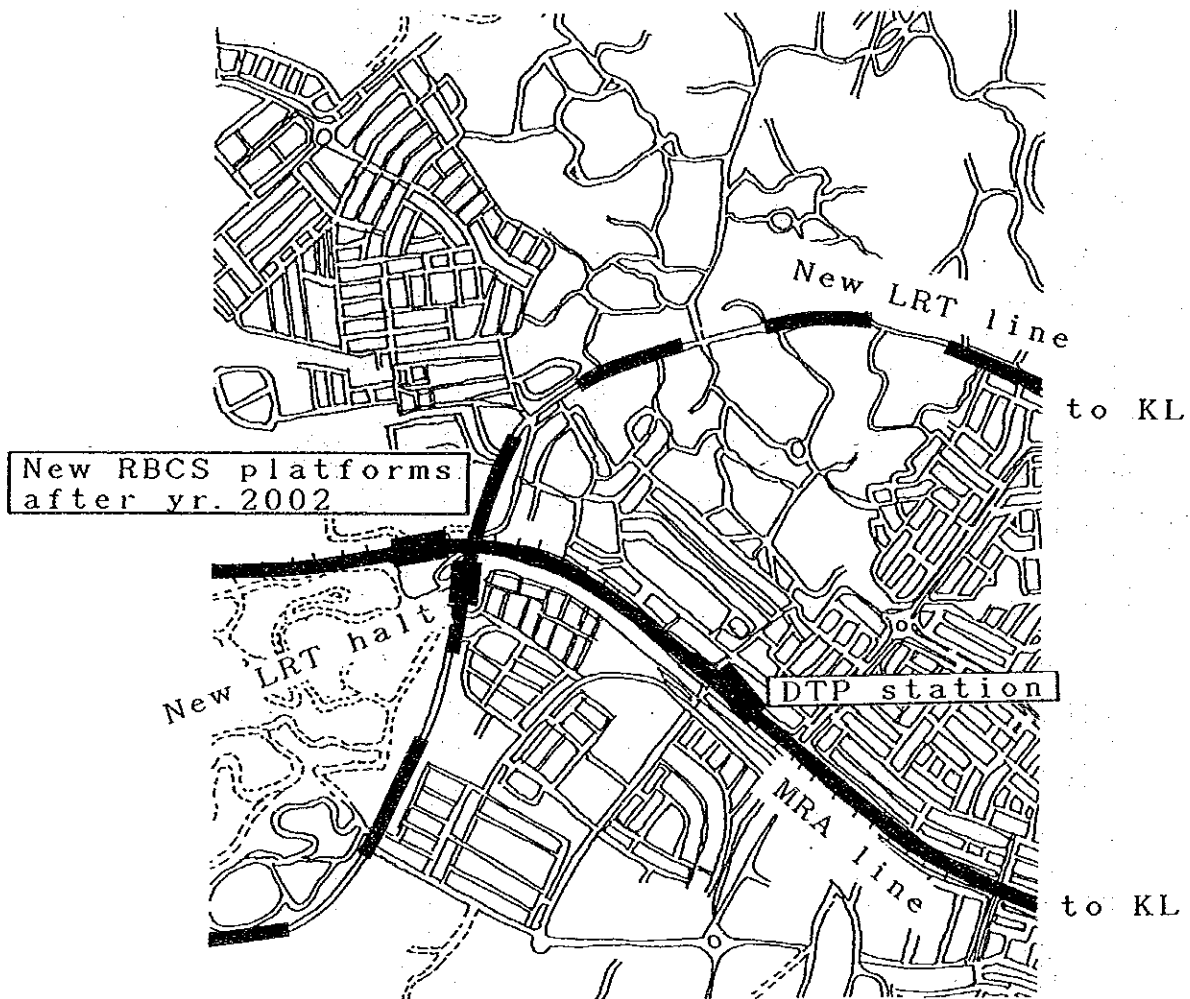 New LRT line
to KL
New RBCS platforms
after yr. 2002
New LRT halt
DTP station
MRA line
to KL